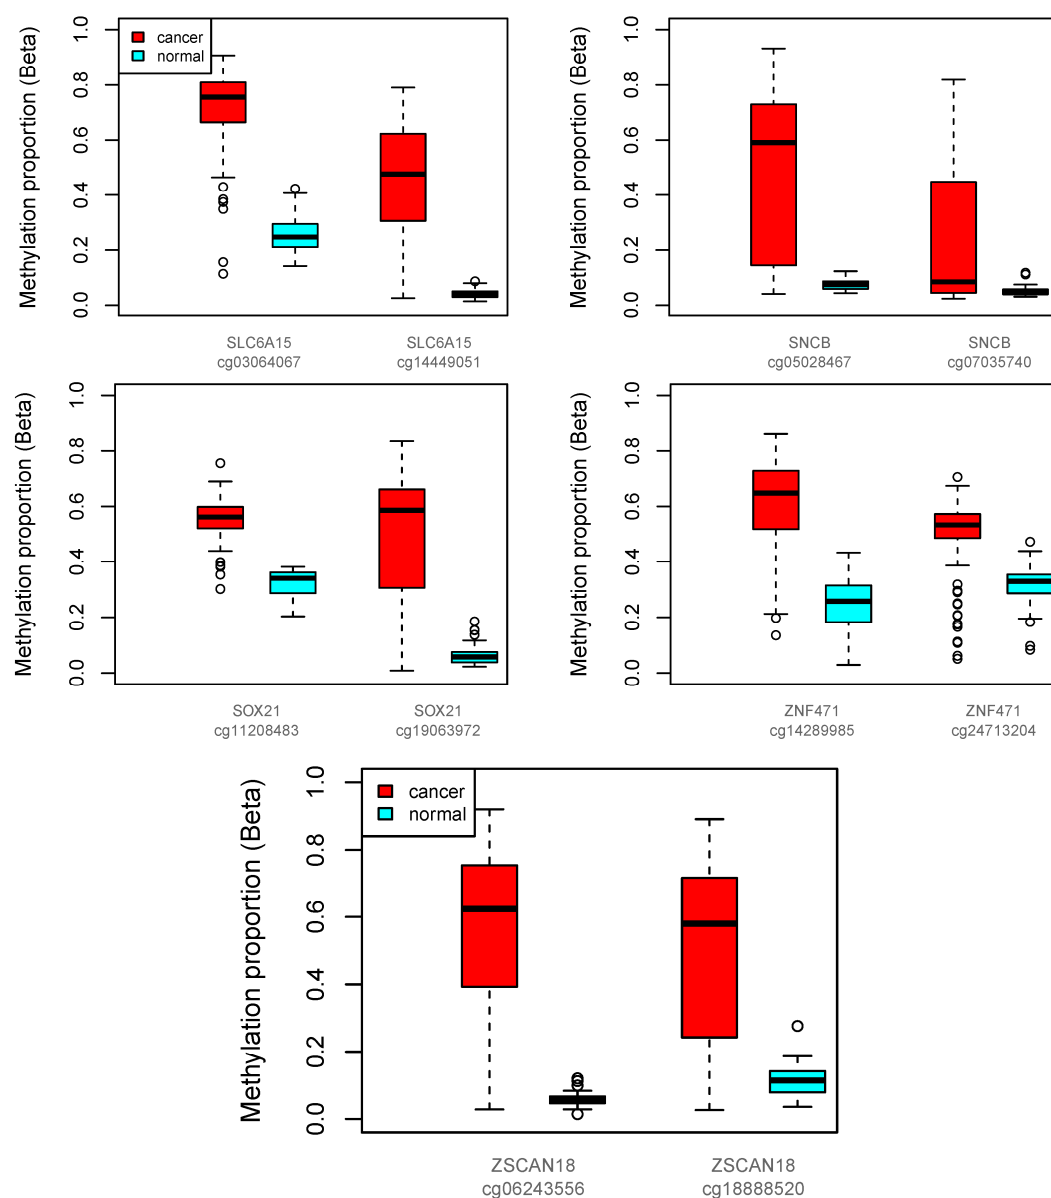 Methylation proportion (Beta)
1.0
0.8
0.6
0.4
0.2
0.0
cancer
normal
SLC6A15
cg03064067
SLC6A15
cg14449051
Methylation proportion (Beta)
1.0
0.8
0.6
0.4
0.2
0.0
SNCB
cg05028467
SNCB
cg07035740
Methylation proportion (Beta)
1.0
0.8
0.6
0.4
0.2
0.0
SOX21
cg11208483
SOX21
cg19063972
Methylation proportion (Beta)
1.0
0.8
0.6
0.4
0.2
0.0
ZNF471
cg14289985
ZNF471
cg24713204
Methylation proportion (Beta)
1.0
0.8
0.6
0.4
0.2
0.0
cancer
normal
ZSCAN18
cg06243556
ZSCAN18
cg18888520